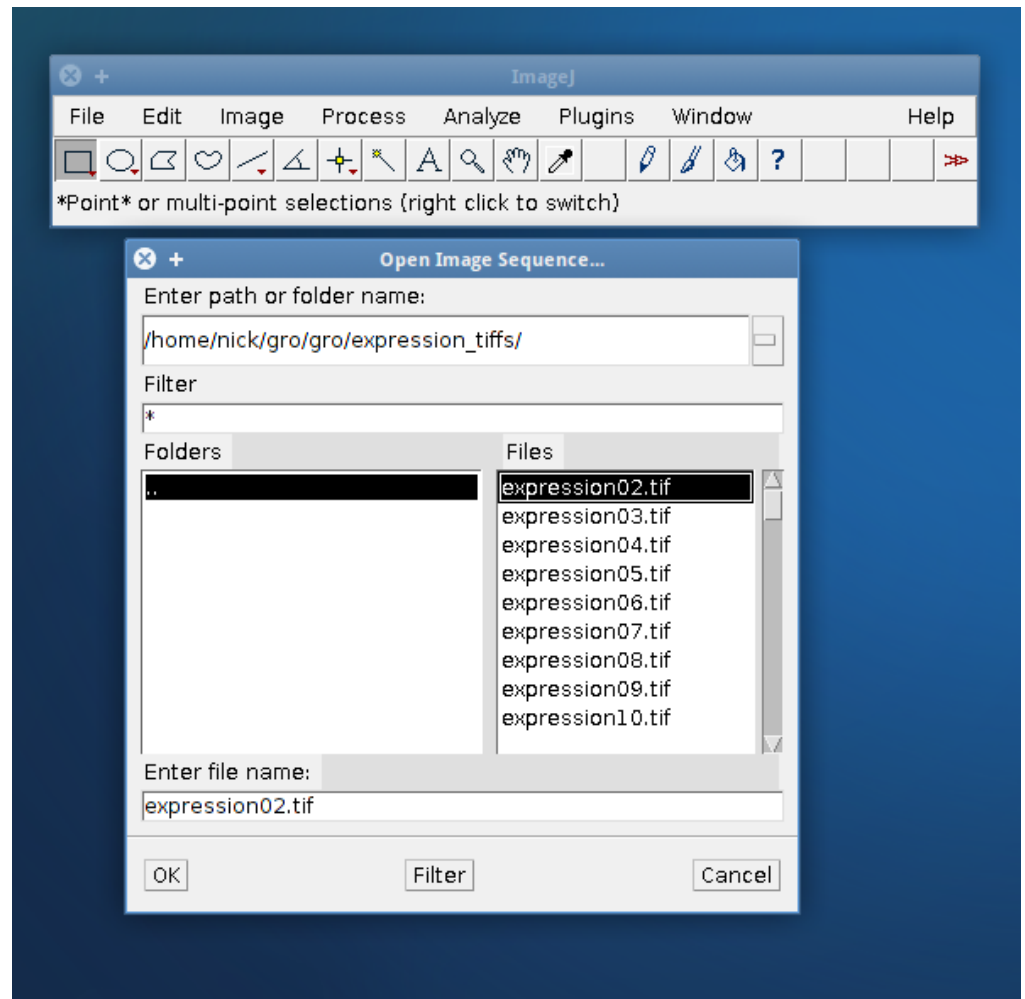 ImageJ
File Edit Image Process Analyze Plugins Window Help
A ?
*Point* or multi-point selections (right click to switch)
Open Image Sequence...
Enter path or folder name:
/home/nick/gro/gro/expression_tiffs/
Filter
*
Folders Files
.. expression02.tif
expression03.tif
expression04.tif
expression05.tif
expression06.tif
expression07.tif
expression08.tif
expression09.tif
expression10.tif
Enter file name:
expression02.tif
OK Filter Cancel